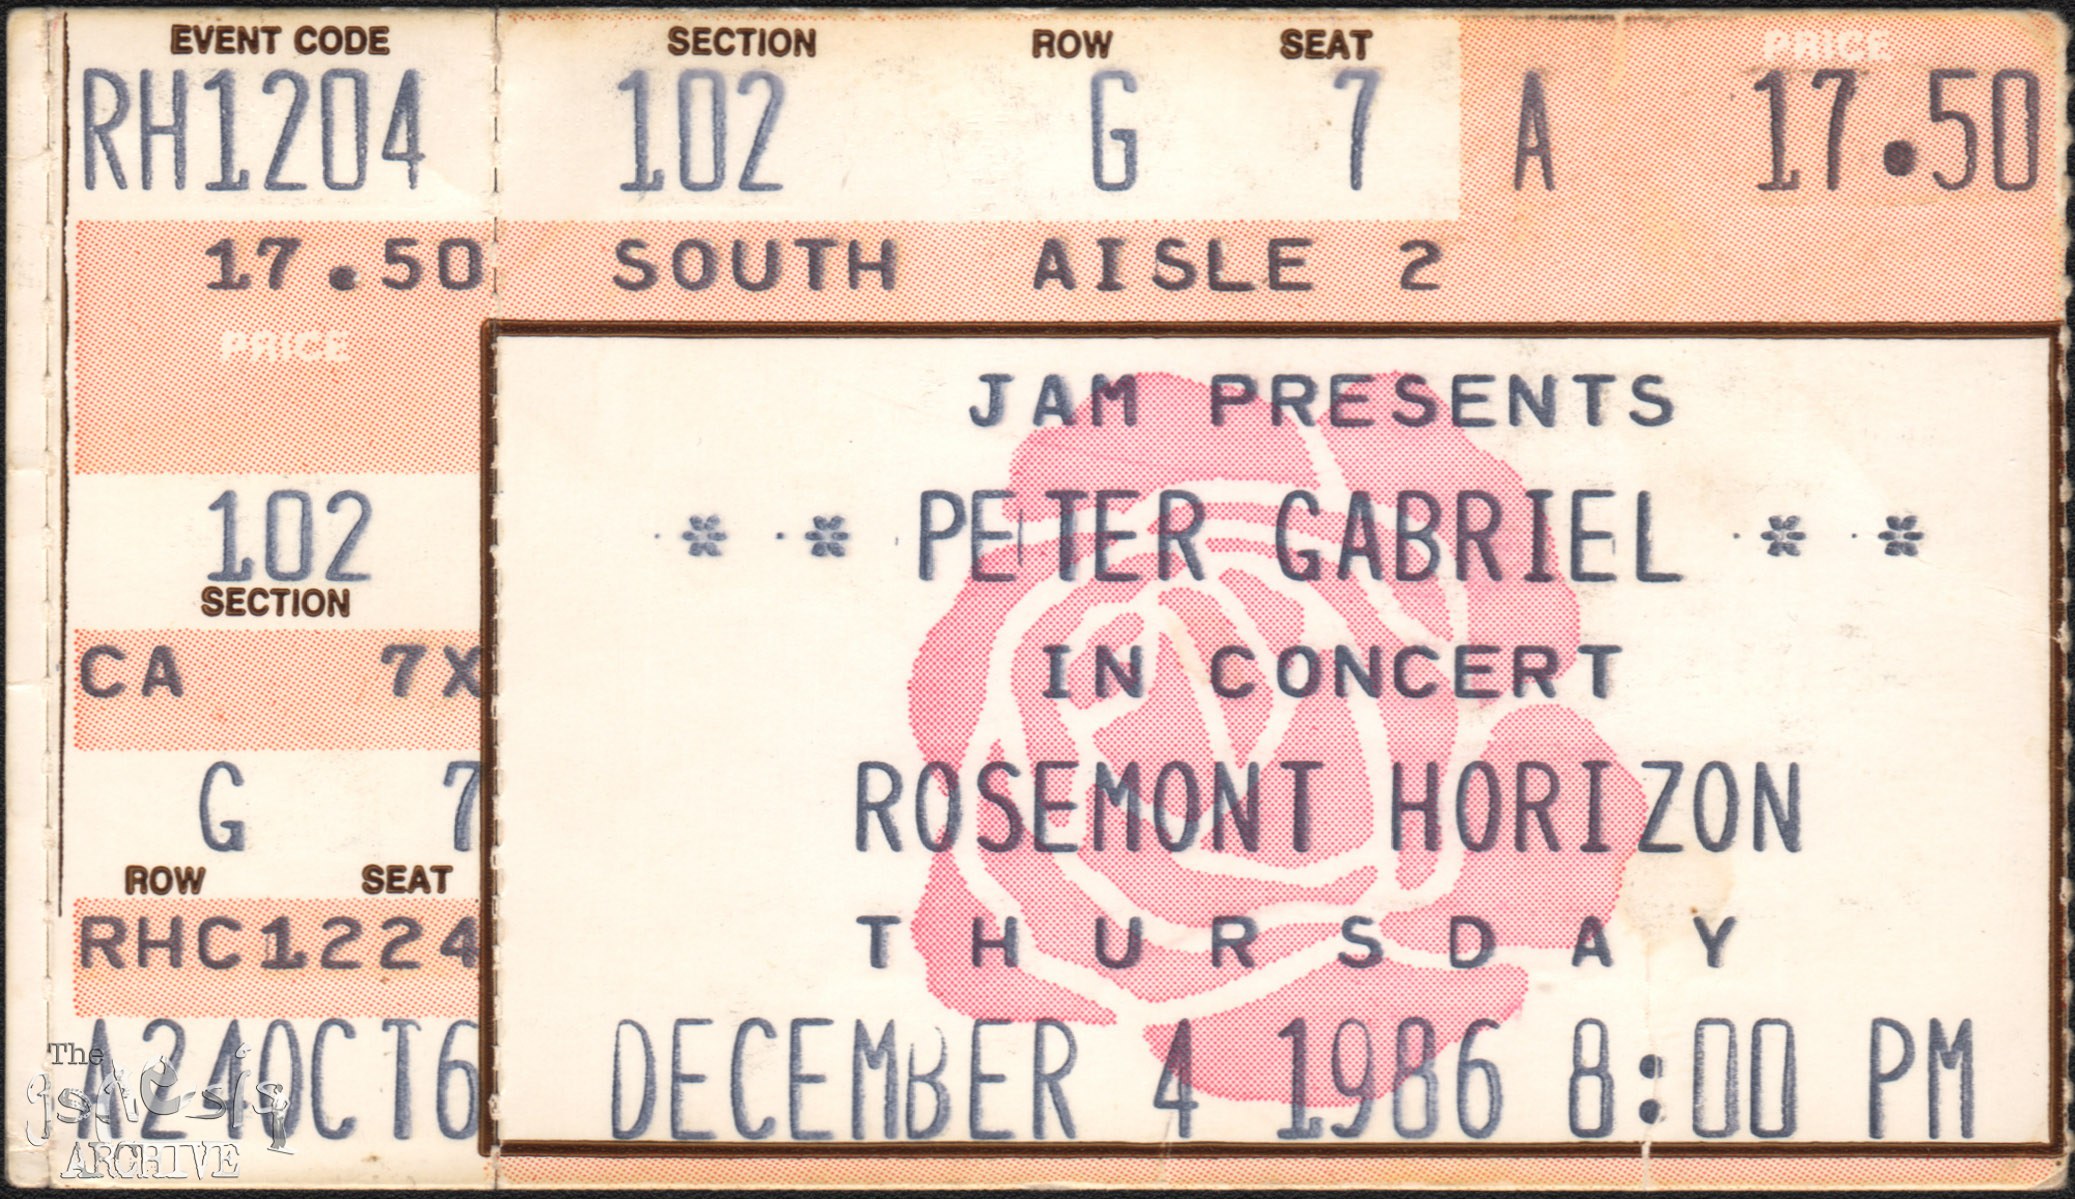 EVENT CODE
RH1204
17.50
PRICE
102
SECTION
CA 7X
G 7
ROW SEAT
RHC1224
A24OCT6
SECTION ROW SEAT PRICE
102 G 7 A 17.50
SOUTH AISLE 2
JAM PRESENTS
* * PETER GABRIEL * *
IN CONCERT
ROSEMONT HORIZON
THURSDAY
DECEMBER 4 1986 8:00 PM
The
Genesis
ARCHIVE